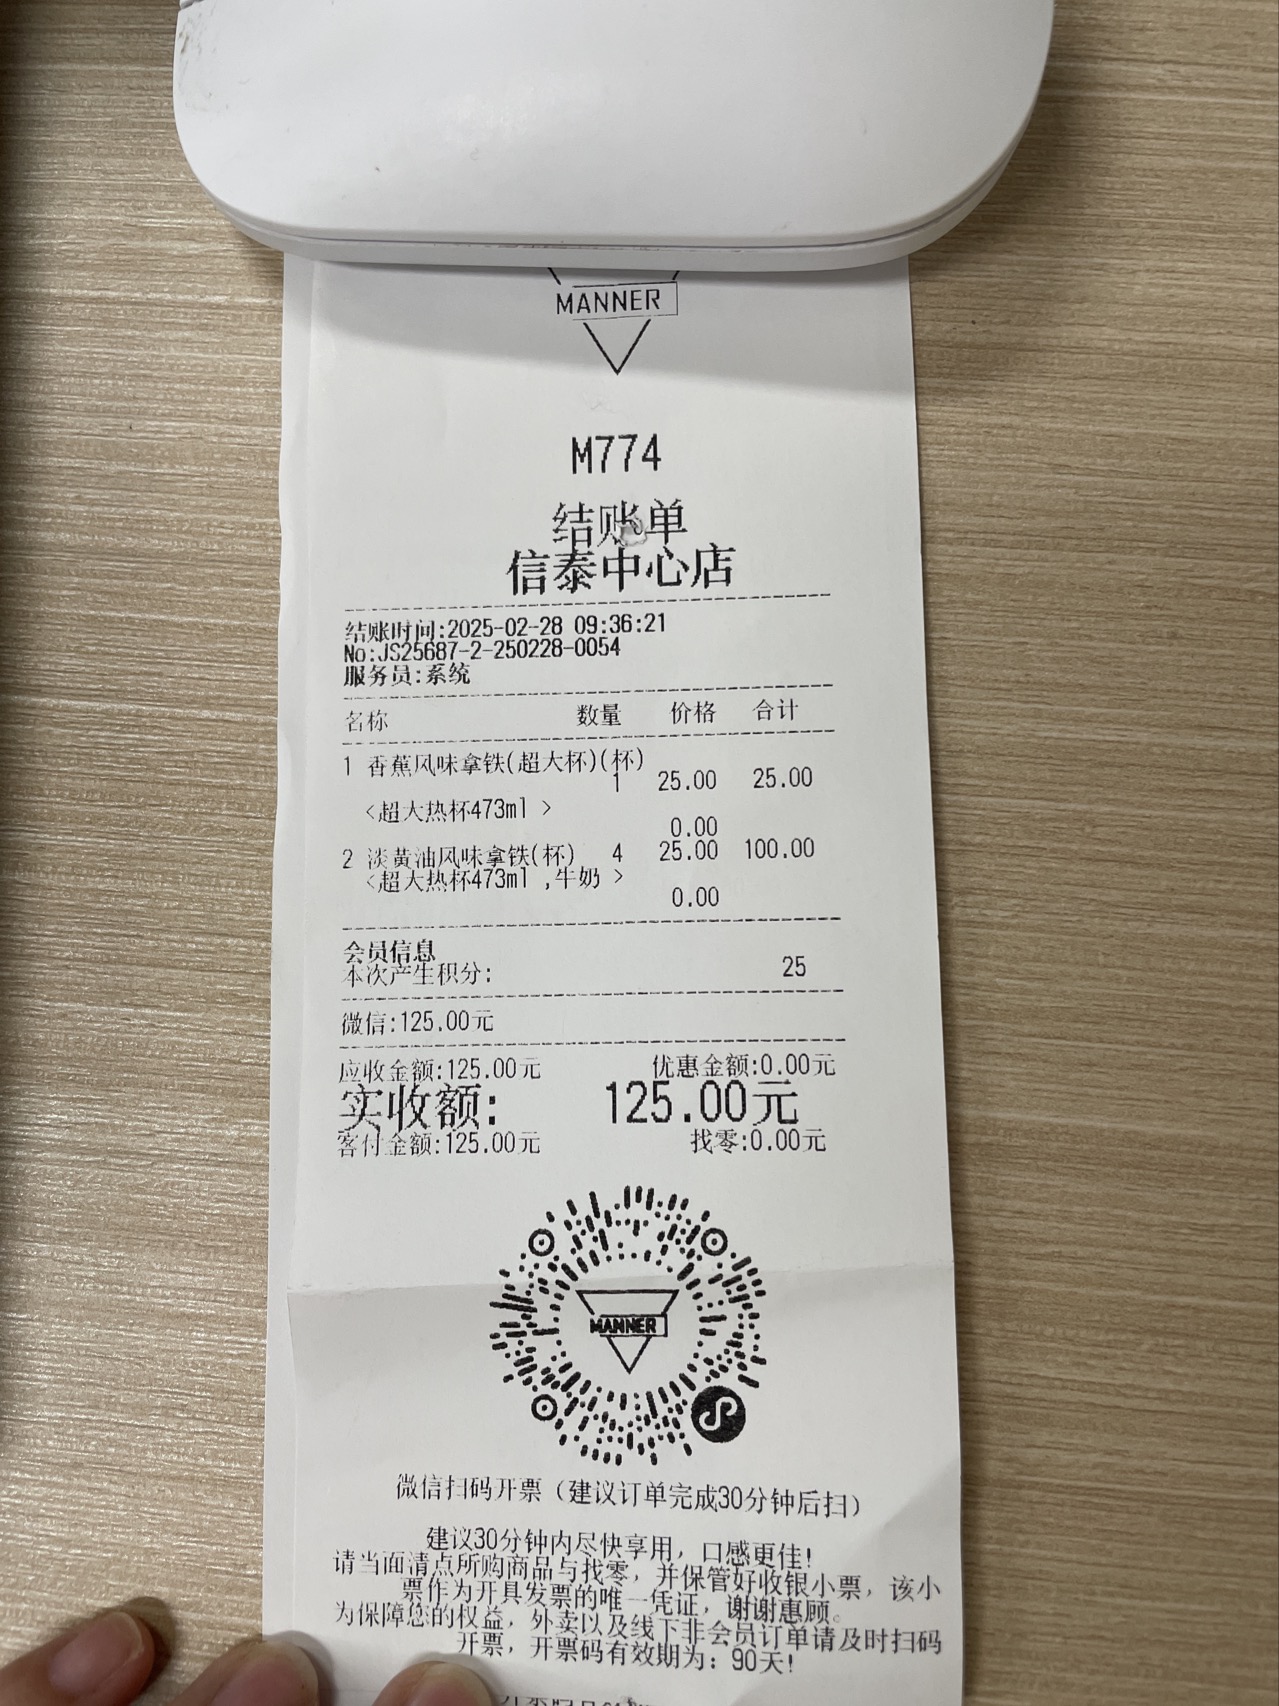 MANNER
M774
结账单
信泰中心店
结账时间:2025-02-28 09:36:21
No:JS25687-2-250228-0054
服务员:系统
名称 数量 价格 合计
1 香蕉风味拿铁(超大杯)(杯)
1 25.00 25.00
<超大热杯473ml >
0.00
2 淡黄油风味拿铁(杯) 4 25.00 100.00
<超大热杯473ml ,牛奶 >
0.00
会员信息
本次产生积分: 25
微信:125.00元
应收金额:125.00元 优惠金额:0.00元
实收额: 125.00元
客付金额:125.00元 找零:0.00元
MANNER
微信扫码开票（建议订单完成30分钟后扫）
建议30分钟内尽快享用，口感更佳!
请当面清点所购商品与找零，并保管好收银小票，该小
票作为开具发票的唯一凭证，谢谢惠顾。
为保障您的权益，外卖以及线下非会员订单请及时扫码
开票，开票码有效期为：90天!